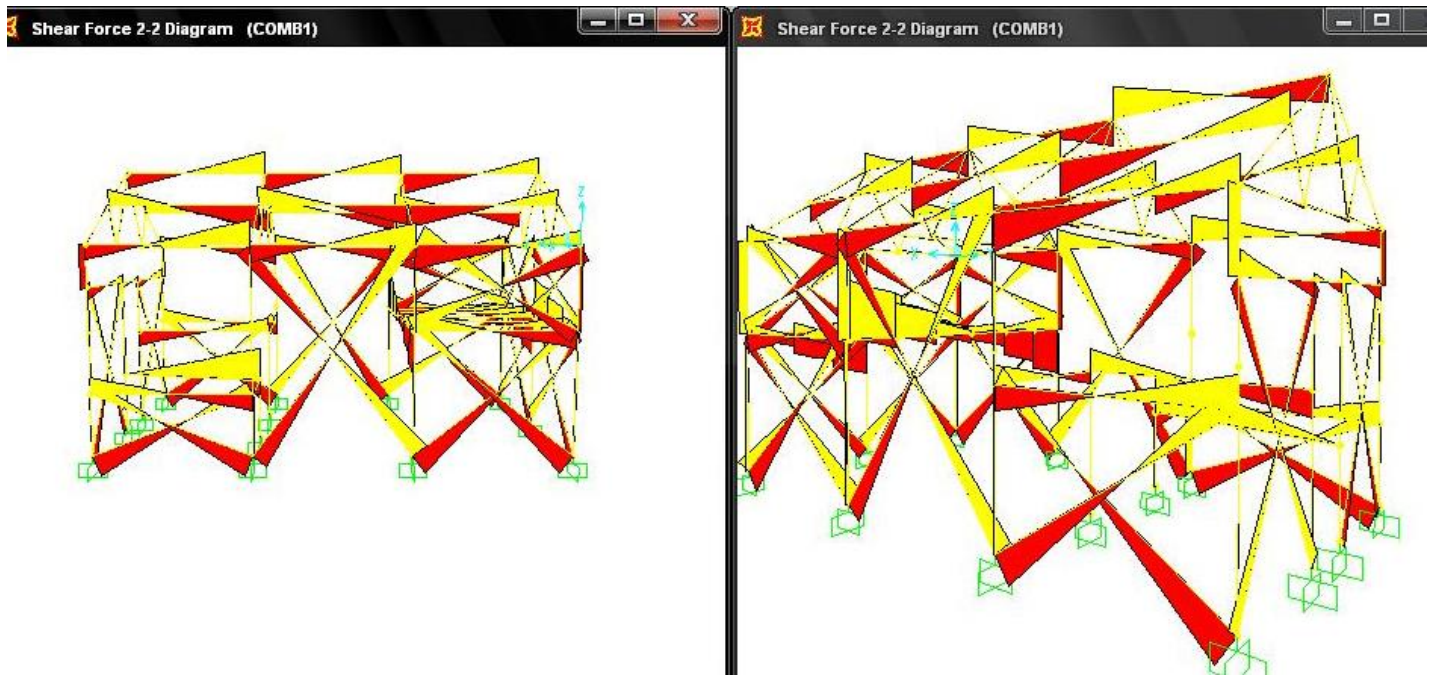 Shear Force 2-2 Diagram (COMB1)
Shear Force 2-2 Diagram (COMB1)
Z
X